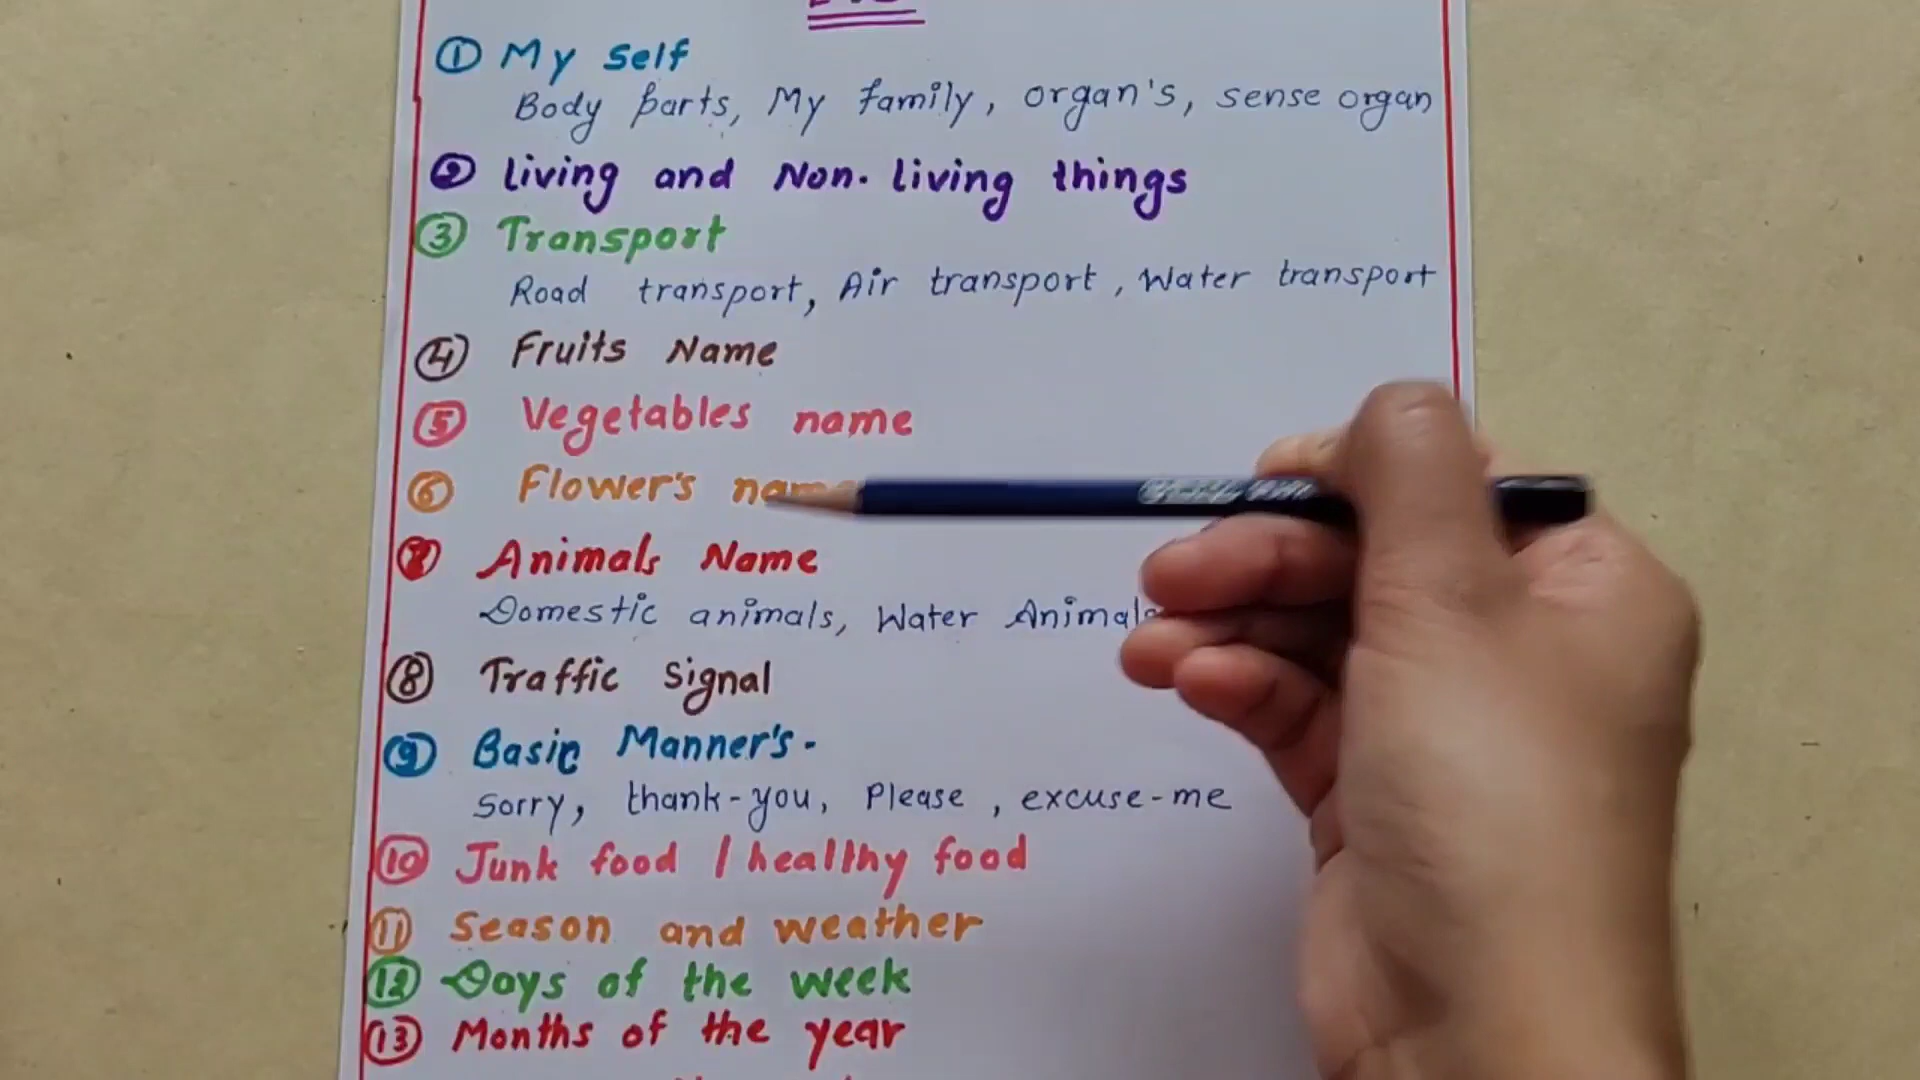 ① My self
Body parts, My family, organ's, sense organ
② living and Non-living things
③ Transport
Road transport, Air transport, Water transport
④ Fruits Name
⑤ Vegetables name
⑥ Flower's name
⑦ Animals Name
Domestic animals, Water Animals
⑧ Traffic Signal
⑨ Basic Manner's-
Sorry, thank-you, Please, excuse-me
⑩ Junk food / healthy food
⑪ Season and weather
⑫ Days of the week
⑬ Months of the year